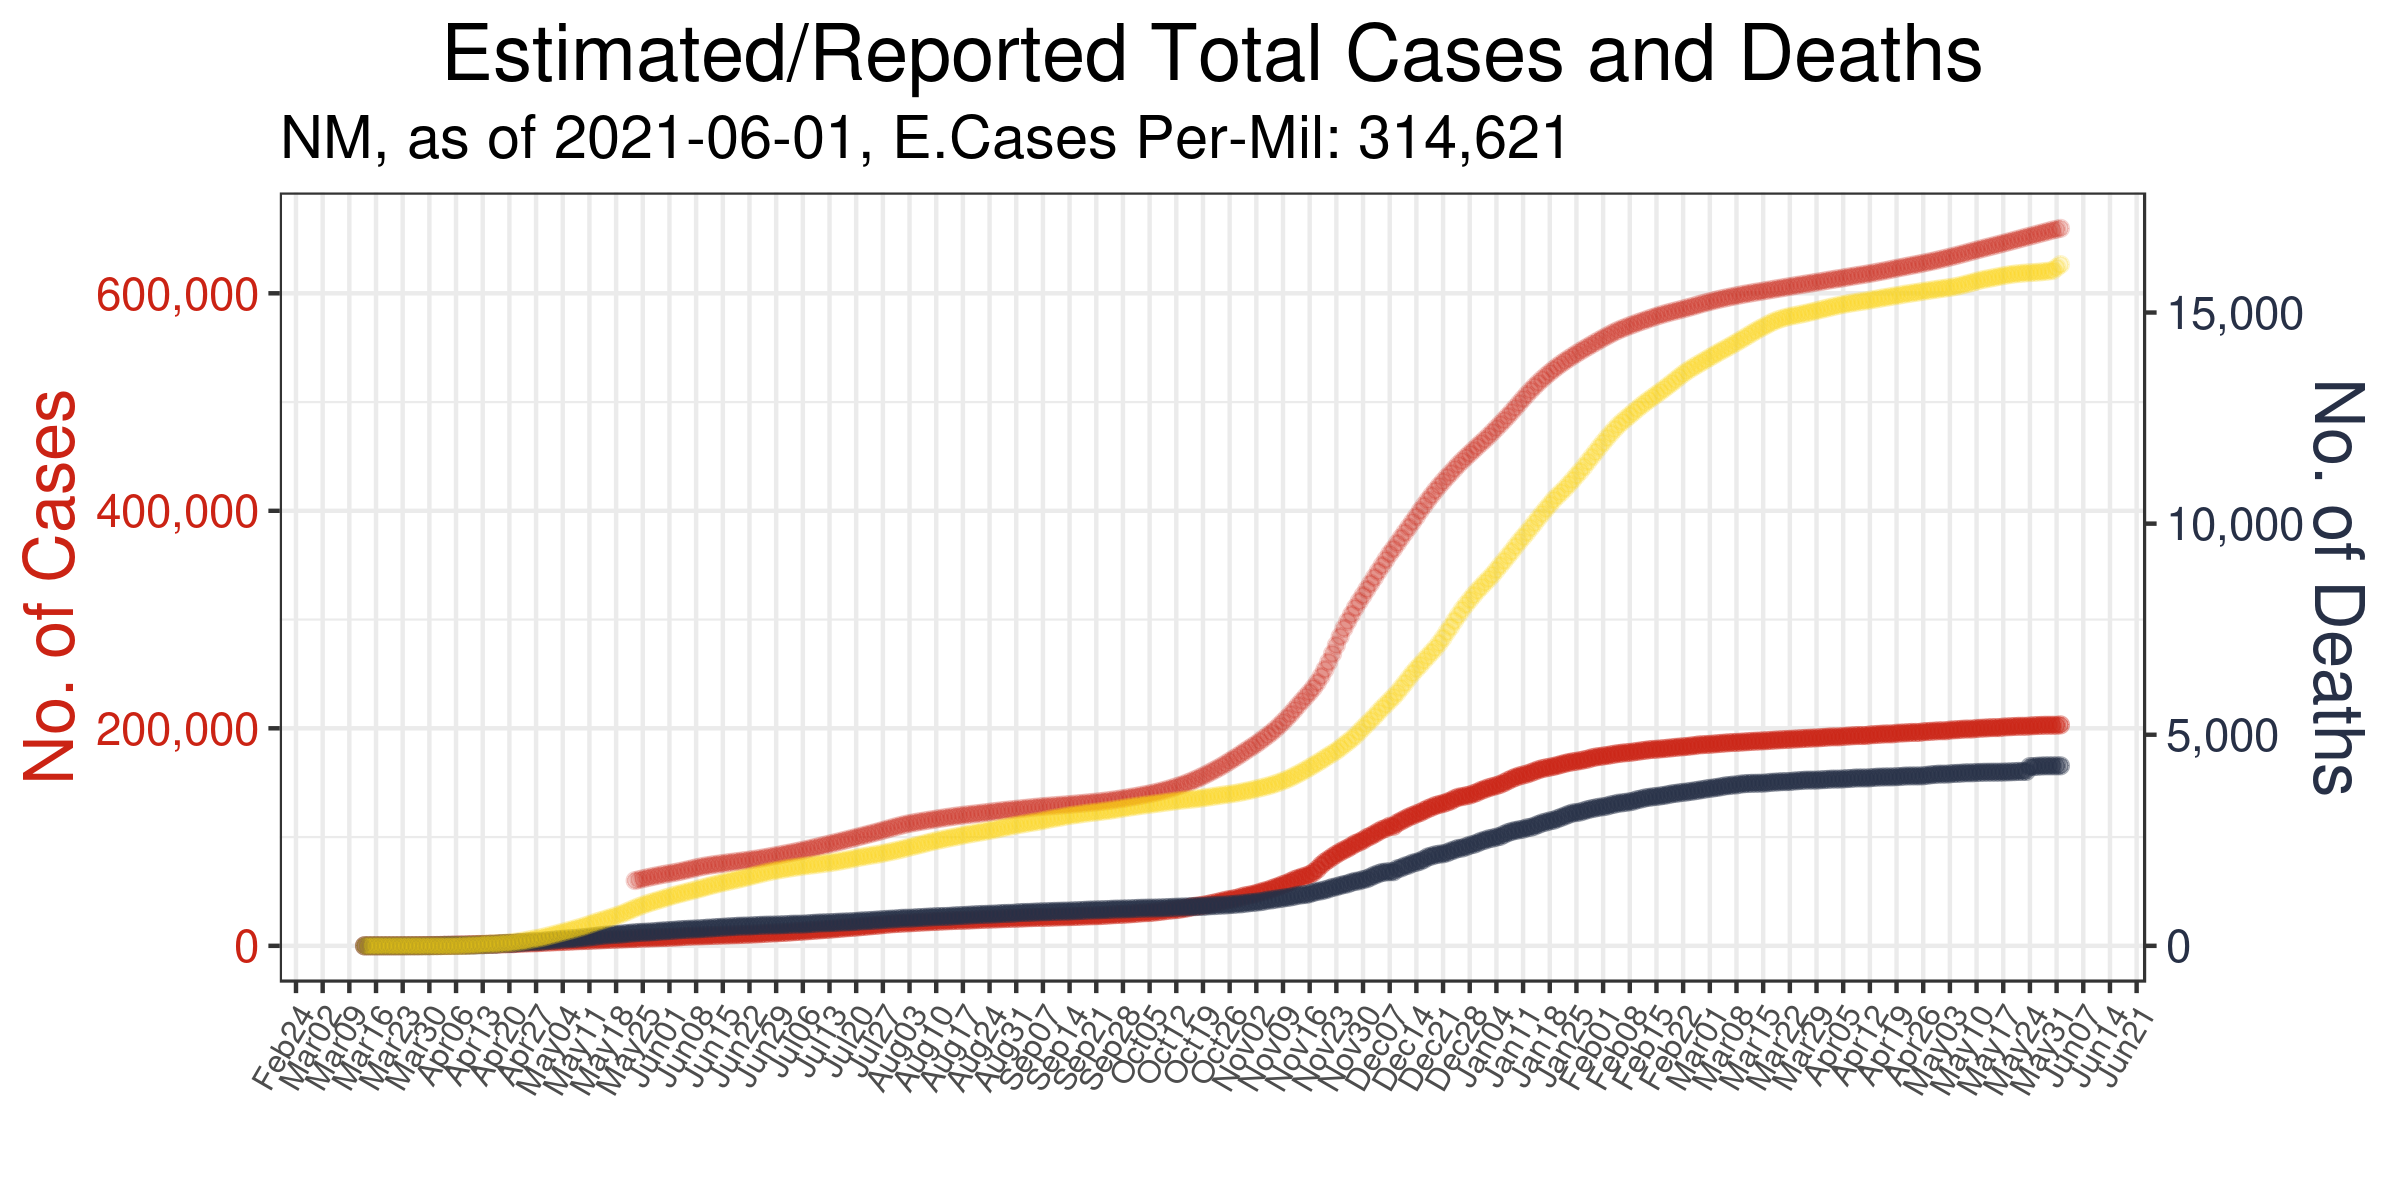 Estimated/Reported Total Cases and Deaths
NM, as of 2021-06-01, E.Cases Per-Mil: 314,621
No. of Cases
600,000
400,000
200,000
0
15,000
10,000
5,000
0
No. of Deaths
Feb24
Mar02
Mar09
Mar16
Mar23
Mar30
Apr06
Apr13
Apr20
Apr27
May04
May11
May18
May25
Jun01
Jun08
Jun15
Jun22
Jun29
Jul06
Jul13
Jul20
Jul27
Aug03
Aug10
Aug17
Aug24
Aug31
Sep07
Sep14
Sep21
Sep28
Oct05
Oct12
Oct19
Oct26
Nov02
Nov09
Nov16
Nov23
Nov30
Dec07
Dec14
Dec21
Dec28
Jan04
Jan11
Jan18
Jan25
Feb01
Feb08
Feb15
Feb22
Mar01
Mar08
Mar15
Mar22
Mar29
Apr05
Apr12
Apr19
Apr26
May03
May10
May17
May24
May31
Jun07
Jun14
Jun21